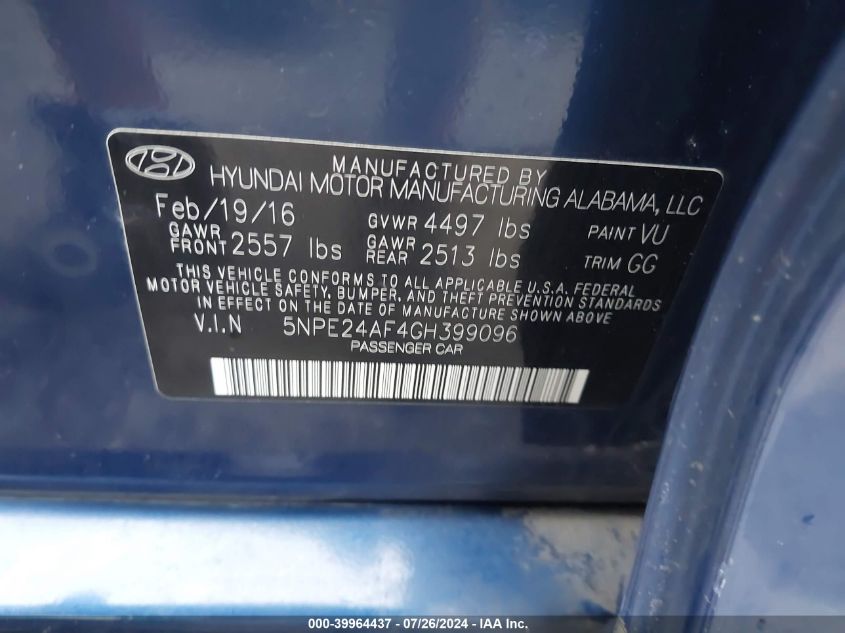 MANUFACTURED BY
HYUNDAI MOTOR MANUFACTURING ALABAMA, LLC
Feb/19/16 GVWR 4497 lbs PAINT VU
GAWR FRONT 2557 lbs GAWR REAR 2513 lbs TRIM GG
THIS VEHICLE CONFORMS TO ALL APPLICABLE U.S.A. FEDERAL
MOTOR VEHICLE SAFETY, BUMPER, AND THEFT PREVENTION STANDARDS
IN EFFECT ON THE DATE OF MANUFACTURE SHOWN ABOVE
V.I.N 5NPE24AF4GH399096
PASSENGER CAR
000-39964437 - 07/26/2024 - IAA Inc.